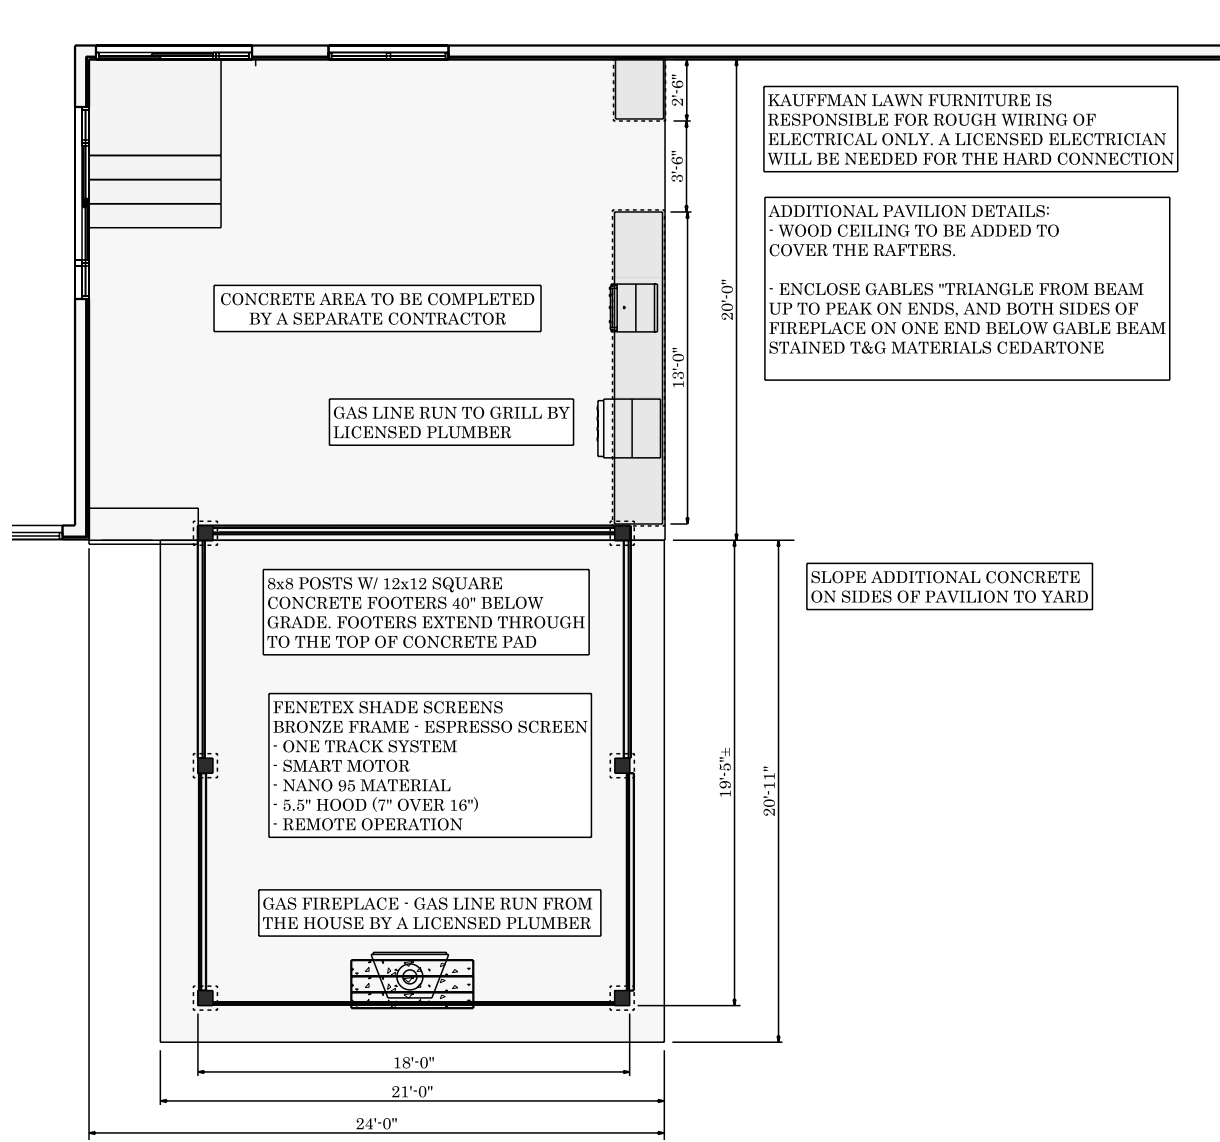 2'-6"
3'-6"
13'-0"
20'-0"
KAUFFMAN LAWN FURNITURE IS
RESPONSIBLE FOR ROUGH WIRING OF
ELECTRICAL ONLY. A LICENSED ELECTRICIAN
WILL BE NEEDED FOR THE HARD CONNECTION
ADDITIONAL PAVILION DETAILS:
- WOOD CEILING TO BE ADDED TO
COVER THE RAFTERS.
- ENCLOSE GABLES "TRIANGLE FROM BEAM
UP TO PEAK ON ENDS, AND BOTH SIDES OF
FIREPLACE ON ONE END BELOW GABLE BEAM
STAINED T&G MATERIALS CEDARTONE
CONCRETE AREA TO BE COMPLETED
BY A SEPARATE CONTRACTOR
GAS LINE RUN TO GRILL BY
LICENSED PLUMBER
SLOPE ADDITIONAL CONCRETE
ON SIDES OF PAVILION TO YARD
8x8 POSTS W/ 12x12 SQUARE
CONCRETE FOOTERS 40" BELOW
GRADE. FOOTERS EXTEND THROUGH
TO THE TOP OF CONCRETE PAD
FENETEX SHADE SCREENS
BRONZE FRAME - ESPRESSO SCREEN
- ONE TRACK SYSTEM
- SMART MOTOR
- NANO 95 MATERIAL
- 5.5" HOOD (7" OVER 16")
- REMOTE OPERATION
19'-5"±
20'-11"
GAS FIREPLACE - GAS LINE RUN FROM
THE HOUSE BY A LICENSED PLUMBER
18'-0"
21'-0"
24'-0"